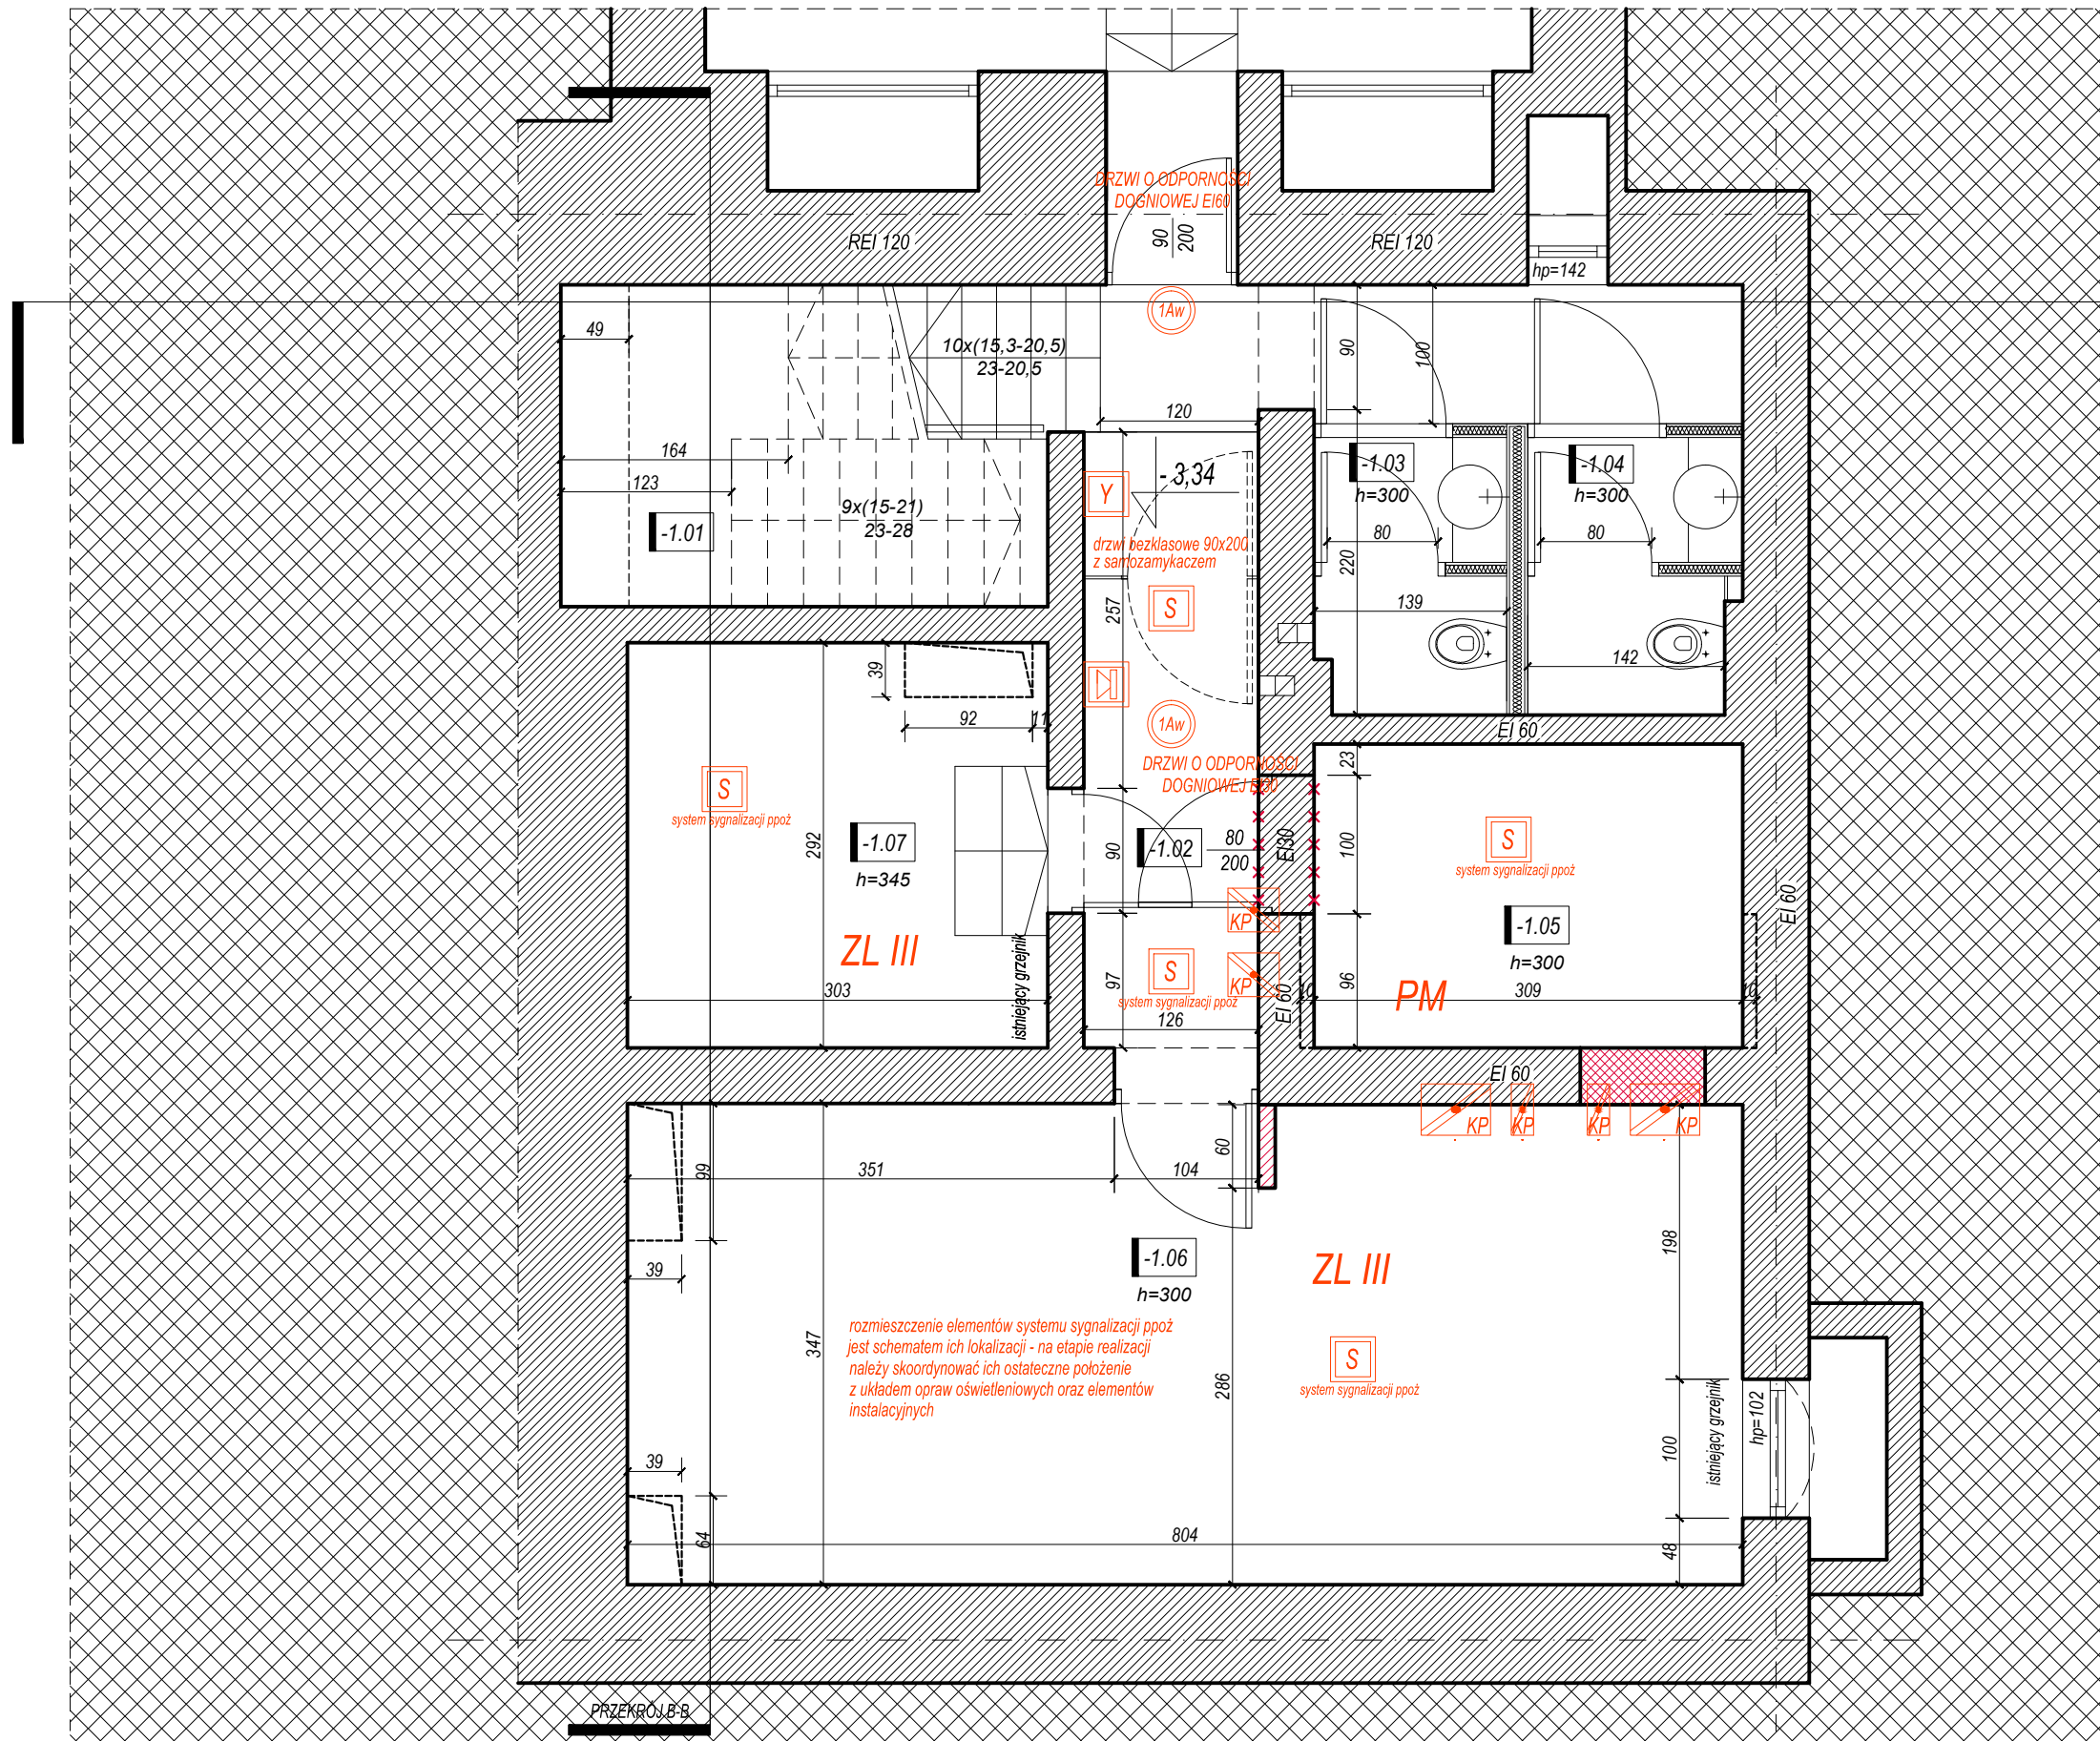 DRZWI O ODPORNOŚCI
DOGNIOWEJ EI60
90
200
REI 120
REI 120
hp=142
1Aw
49
10x(15,3-20,5)
23-20,5
90
100
120
164
123
9x(15-21)
23-28
-1.01
Y
- 3,34
-1.03
h=300
-1.04
h=300
80
80
drzwi bezklasowe 90x200
z samozamykaczem
220
257
S
139
142
39
92
11
1Aw
EI 60
DRZWI O ODPORNOŚCI
DOGNIOWEJ EI30
23
S
system sygnalizacji ppoż
292
-1.07
h=345
90
-1.02
80
200
EI30
100
S
system sygnalizacji ppoż
EI 60
KP
-1.05
h=300
ZL III
istniejący grzejnik
97
S
system sygnalizacji ppoż
KP
EI 60
10
96
PM
303
309
10
126
EI 60
KP
KP
KP
KP
99
351
104
60
39
-1.06
h=300
ZL III
198
347
rozmieszczenie elementów systemu sygnalizacji ppoż
jest schematem ich lokalizacji - na etapie realizacji
należy skoordynować ich ostateczne położenie
z układem opraw oświetleniowych oraz elementów
instalacyjnych
286
S
system sygnalizacji ppoż
istniejący grzejnik
hp=102
100
39
64
804
48
PRZEKRÓJ B-B